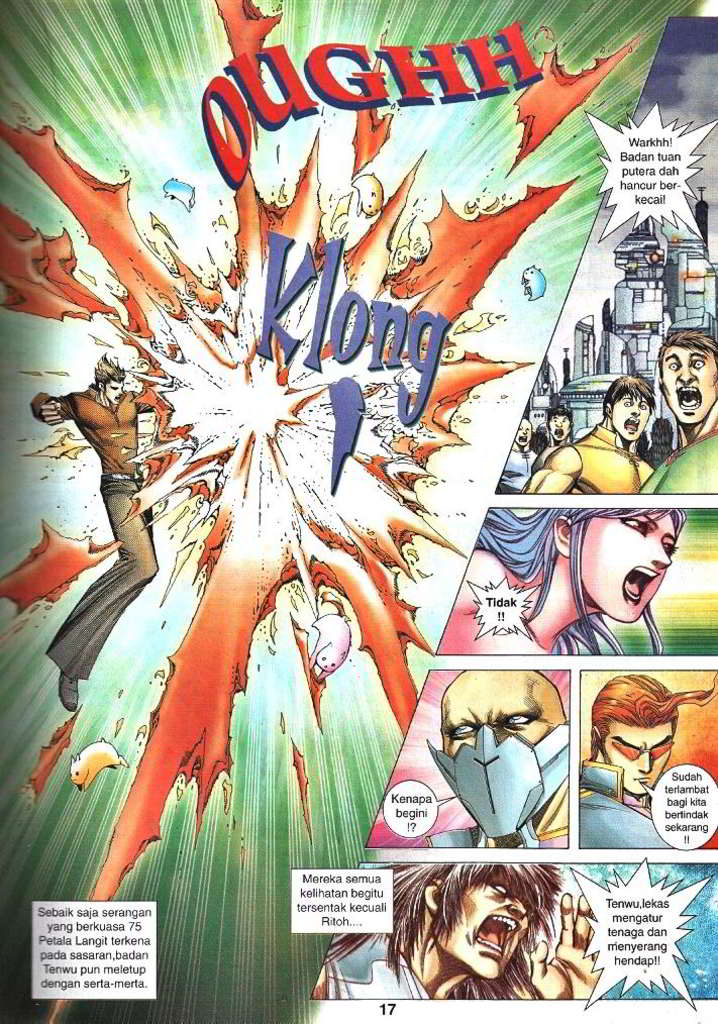 OUGHH
Klong
!
Warkhh!
Badan tuan
putera dah
hancur ber-
kecai!
Tidak
!!
Kenapa
begini
!?
Sudah
terlambat
bagi kita
bertindak
sekarang
!!
Sebaik saja serangan
yang berkuasa 75
Petala Langit terkena
pada sasaran,badan
Tenwu pun meletup
dengan serta-merta.
Mereka semua
kelihatan begitu
tersentak kecuali
Ritoh....
Tenwu,lekas
mengatur
tenaga dan
menyerang
hendap!!
17